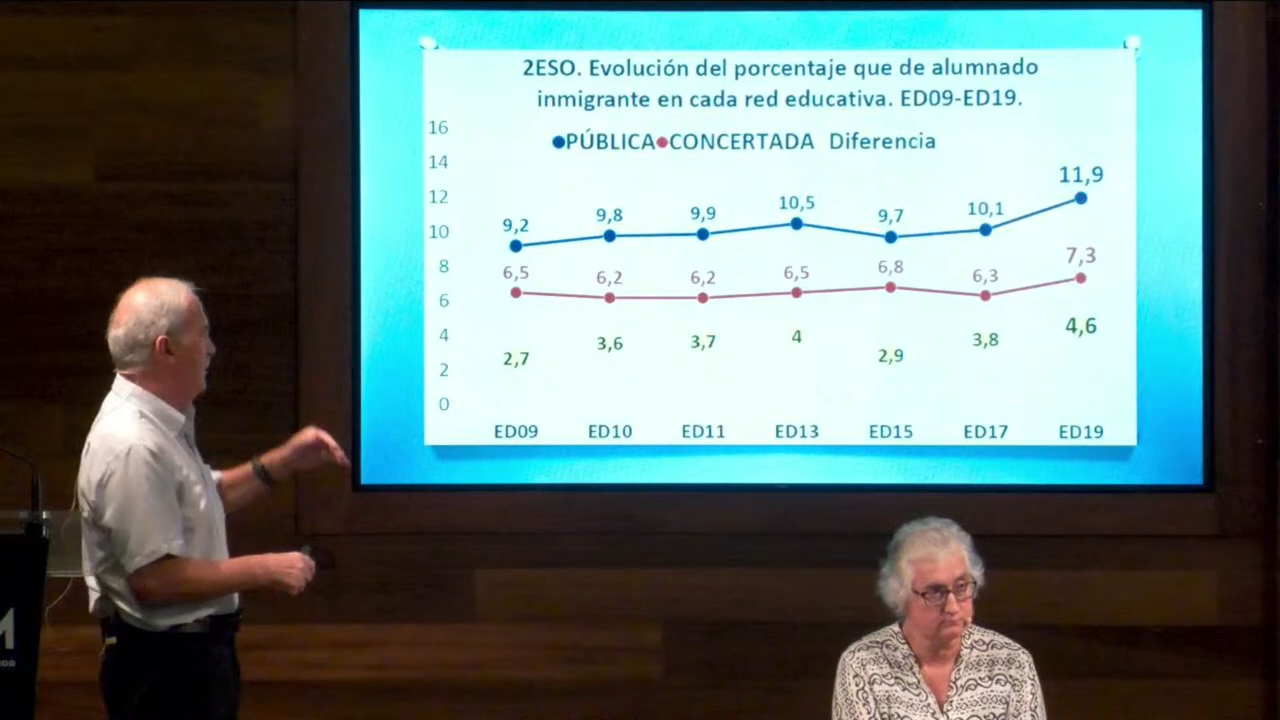 2ESO. Evolución del porcentaje que de alumnado
inmigrante en cada red educativa. ED09-ED19.
16
PÚBLICA CONCERTADA Diferencia
14
12
10
8
6
4
2
0
9,2 9,8 9,9 10,5 9,7 10,1 11,9
6,5 6,2 6,2 6,5 6,8 6,3 7,3
2,7 3,6 3,7 4 2,9 3,8 4,6
ED09 ED10 ED11 ED13 ED15 ED17 ED19